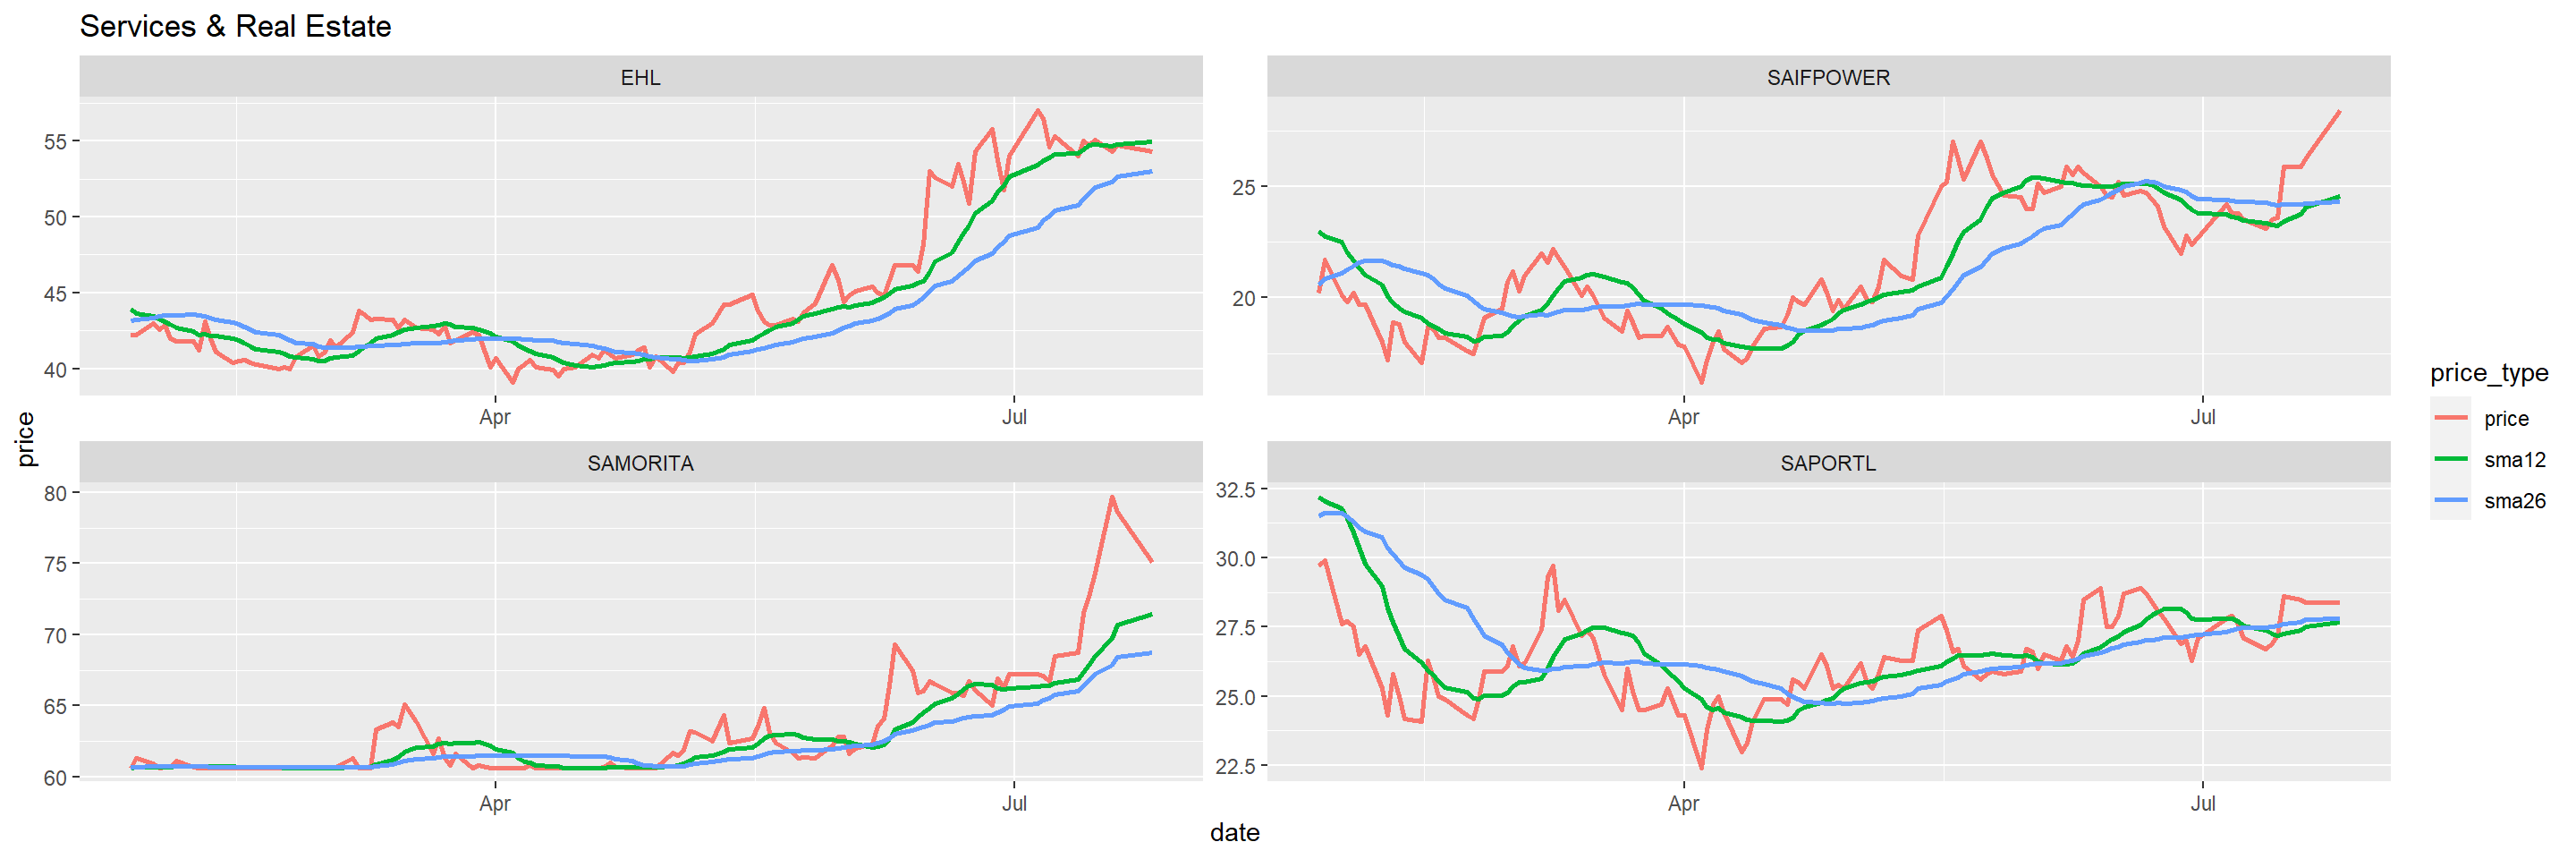 Services & Real Estate
EHL
SAIFPOWER
55
50
45
40
25
20
Apr
Jul
Apr
Jul
SAMORITA
SAPORTL
80
75
70
65
60
32.5
30.0
27.5
25.0
22.5
Apr
Jul
Apr
Jul
price
date
price_type
price
sma12
sma26